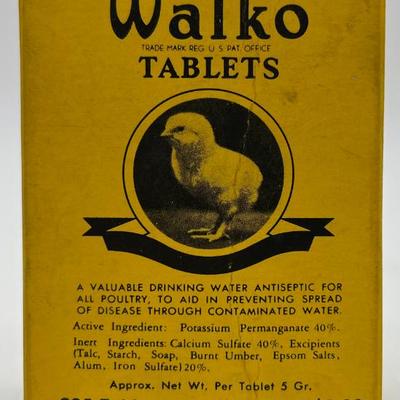 Walko
TRADE MARK REG. U.S. PAT. OFFICE
TABLETS
A VALUABLE DRINKING WATER ANTISEPTIC FOR
ALL POULTRY, TO AID IN PREVENTING SPREAD
OF DISEASE THROUGH CONTAMINATED WATER.
Active Ingredient: Potassium Permanganate 40%.
Inert Ingredients: Calcium Sulfate 40%, Excipients
(Talc, Starch, Soap, Burnt Umber, Epsom Salts,
Alum, Iron Sulfate) 20%.
Approx. Net Wt. Per Tablet 5 Gr.